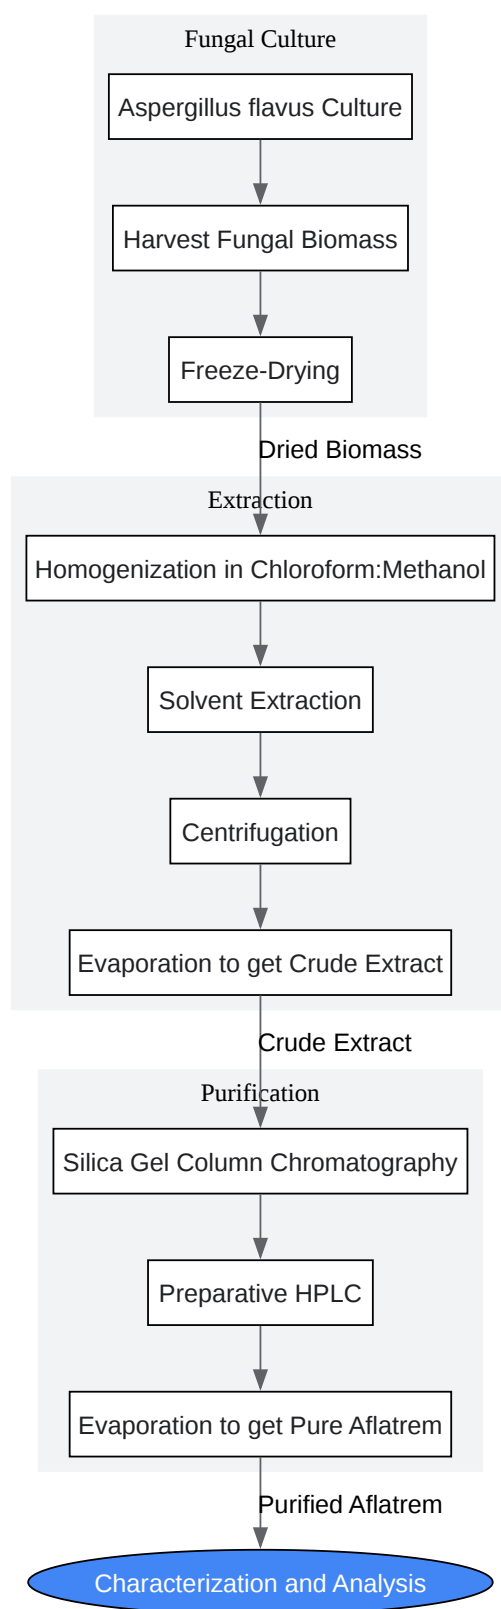 Fungal Culture
Aspergillus flavus Culture
Harvest Fungal Biomass
Freeze-Drying
Dried Biomass
Extraction
Homogenization in Chloroform:Methanol
Solvent Extraction
Centrifugation
Evaporation to get Crude Extract
Crude Extract
Purification
Silica Gel Column Chromatography
Preparative HPLC
Evaporation to get Pure Aflatrem
Purified Aflatrem
Characterization and Analysis